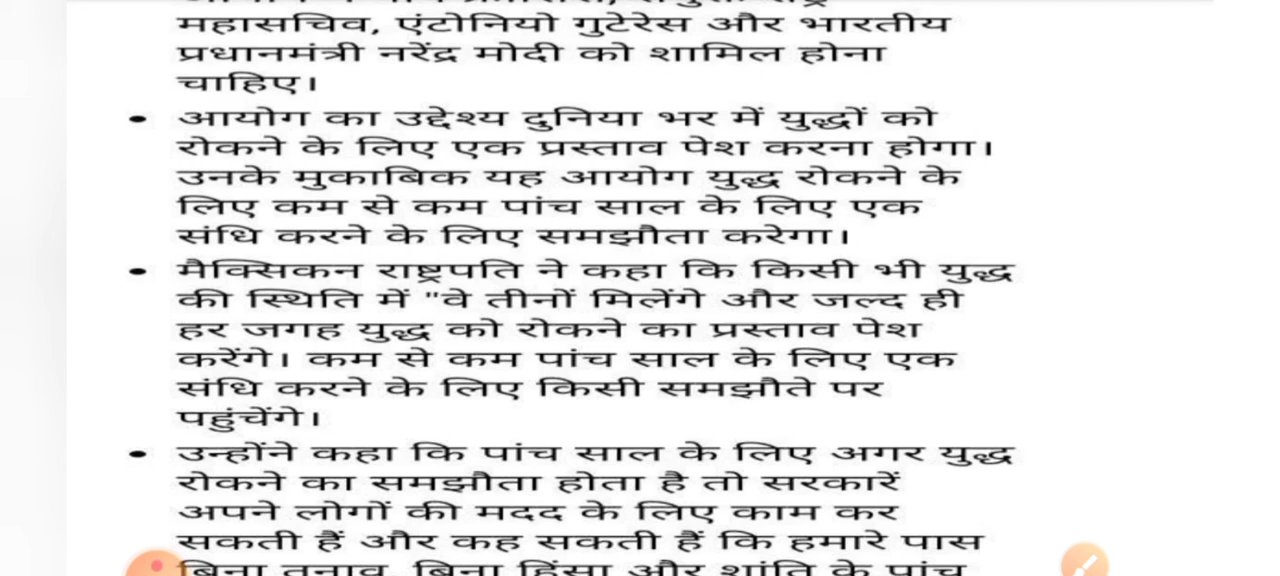 महासचिव, एंटोनियो गुटेरेस और भारतीय
प्रधानमंत्री नरेंद्र मोदी को शामिल होना
चाहिए।
• आयोग का उद्देश्य दुनिया भर में युद्धों को
रोकने के लिए एक प्रस्ताव पेश करना होगा।
उनके मुकाबिक यह आयोग युद्ध रोकने के
लिए कम से कम पांच साल के लिए एक
संधि करने के लिए समझौता करेगा।
• मैक्सिकन राष्ट्रपति ने कहा कि किसी भी युद्ध
की स्थिति में "वे तीनों मिलेंगे और जल्द ही
हर जगह युद्ध को रोकने का प्रस्ताव पेश
करेंगे। कम से कम पांच साल के लिए एक
संधि करने के लिए किसी समझौते पर
पहुंचेंगे।
• उन्होंने कहा कि पांच साल के लिए अगर युद्ध
रोकने का समझौता होता है तो सरकारें
अपने लोगों की मदद के लिए काम कर
सकती हैं और कह सकती हैं कि हमारे पास
बिना तनाव, बिना हिंसा और शांति के पांच